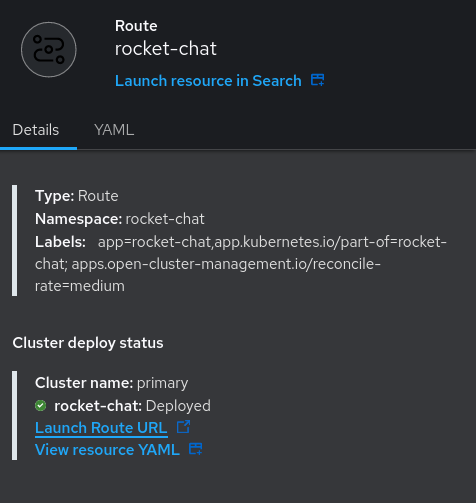 Route
rocket-chat
Launch resource in Search
Details YAML
Type: Route
Namespace: rocket-chat
Labels: app=rocket-chat,app.kubernetes.io/part-of=rocket-
chat; apps.open-cluster-management.io/reconcile-
rate=medium
Cluster deploy status
Cluster name: primary
rocket-chat: Deployed
Launch Route URL
View resource YAML